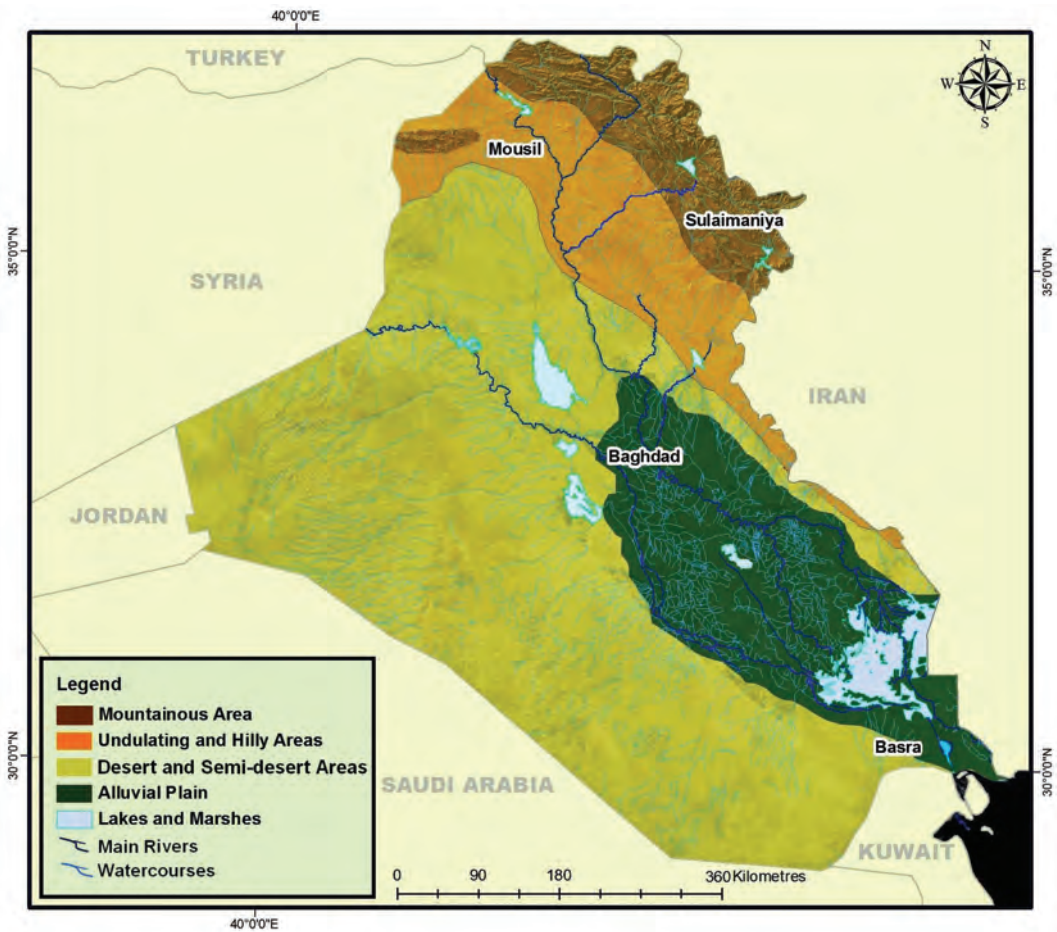 40°0'0"E
TURKEY
N
W E
S
Mousil
Sulaimaniya
35°0'0"N
35°0'0"N
SYRIA
IRAN
Baghdad
JORDAN
Legend
Mountainous Area
Undulating and Hilly Areas
Desert and Semi-desert Areas
Alluvial Plain
Lakes and Marshes
Main Rivers
Watercourses
Basra
30°0'0"N
30°0'0"N
SAUDI ARABIA
KUWAIT
0 90 180 360 Kilometres
40°0'0"E